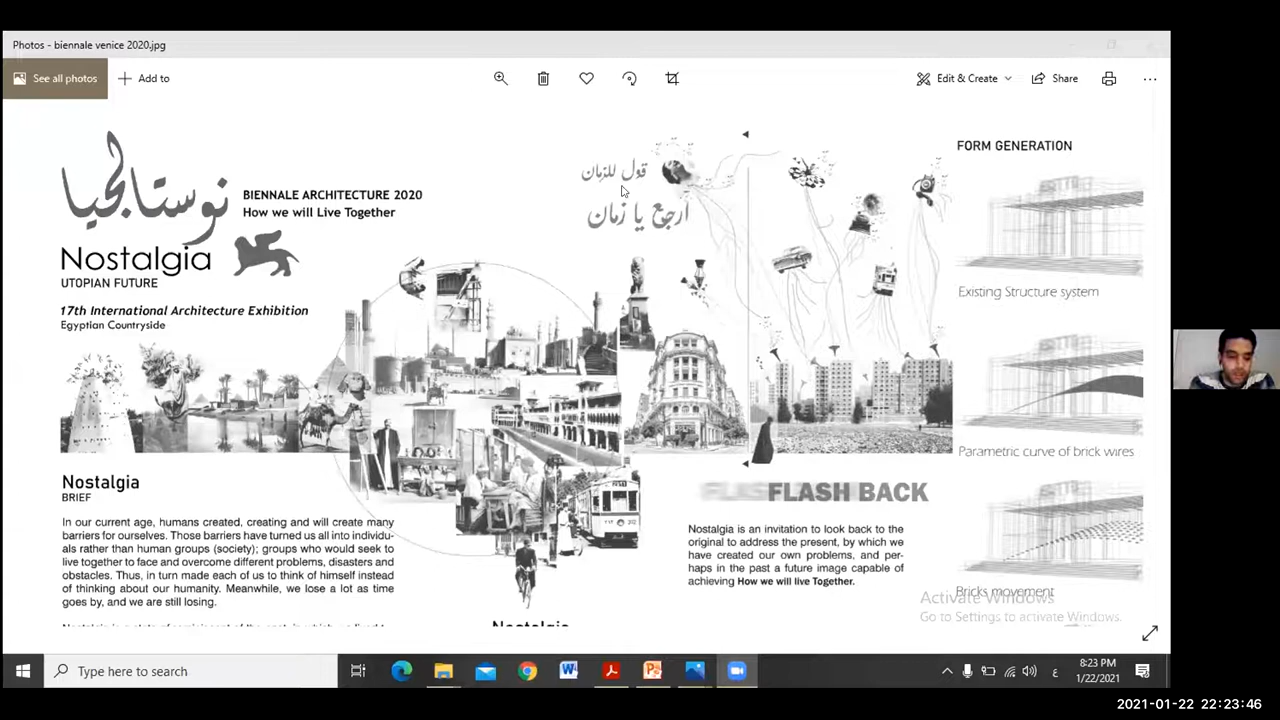 Photos - biennale venice 2020.jpg
See all photos
Add to
Edit & Create
Share
نوستالجيا
BIENNALE ARCHITECTURE 2020
How we will Live Together
Nostalgia
UTOPIAN FUTURE
17th International Architecture Exhibition
Egyptian Countryside
قول للزمان
ارجع يا زمان
FORM GENERATION
Existing Structure system
Parametric curve of brick wires
Bricks movement
Nostalgia
BRIEF
In our current age, humans created, creating and will create many
barriers for ourselves. Those barriers have turned us all into individu-
als rather than human groups (society); groups who would seek to
live together to face and overcome different problems, disasters and
obstacles. Thus, in turn made each of us to think of himself instead
of thinking about our humanity. Meanwhile, we lose a lot as time
goes by, and we are still losing.
Nostalgia
FLASH BACK
Nostalgia is an invitation to look back to the
original to address the present, by which we
have created our own problems, and per-
haps in the past a future image capable of
achieving How we will live Together.
Activate Windows
Go to Settings to activate Windows.
Type here to search
ع
8:23 PM
1/22/2021
2021-01-22 22:23:46